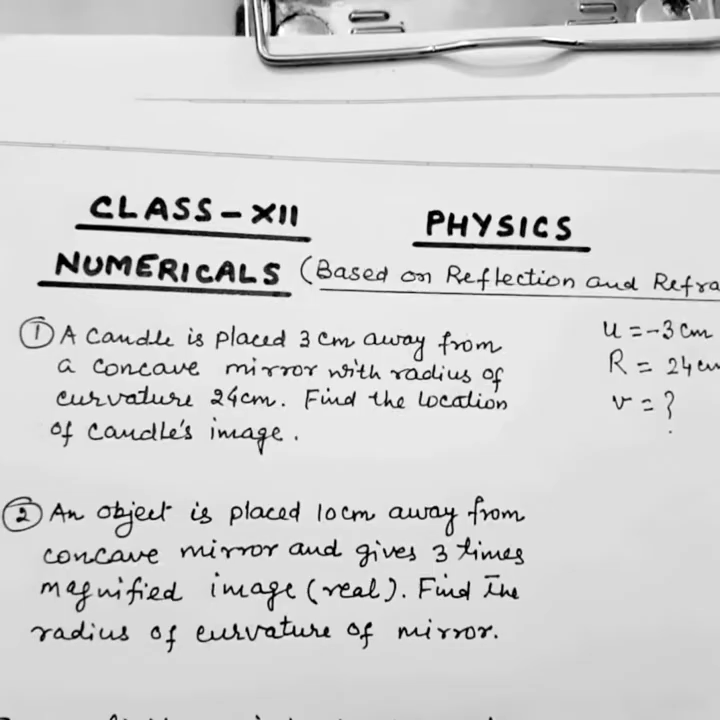 CLASS-XII PHYSICS
NUMERICALS (Based on Reflection and Refra
① A Candle is placed 3 cm away from
a concave mirror with radius of
curvature 24cm. Find the location
of Candle's image.
u = -3 cm
R = 24 cm
v = ?
② An object is placed 10cm away from
concave mirror and gives 3 times
magnified image (real). Find The
radius of curvature of mirror.